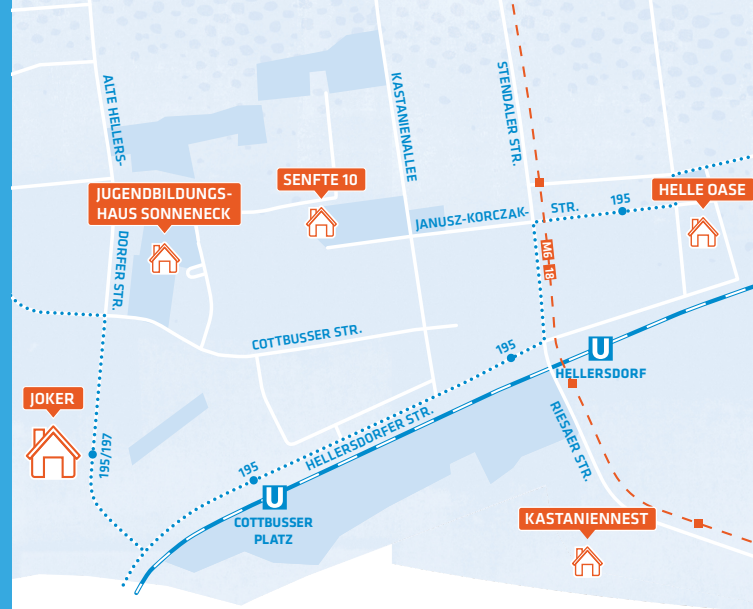 ALTE HELLERS-
DORFER STR.
KASTANIENALLEE
STENDALER STR.
JUGENDBILDUNGS-
HAUS SONNENECK
SENFTE 10
HELLE OASE
JANUSZ-KORCZAK-
STR.
195
M6
18
COTTBUSSER STR.
195
U
HELLERSDORF
JOKER
195/197
195
HELLERSDORFER STR.
RIESAER STR.
U
COTTBUSSER
PLATZ
KASTANIENNEST